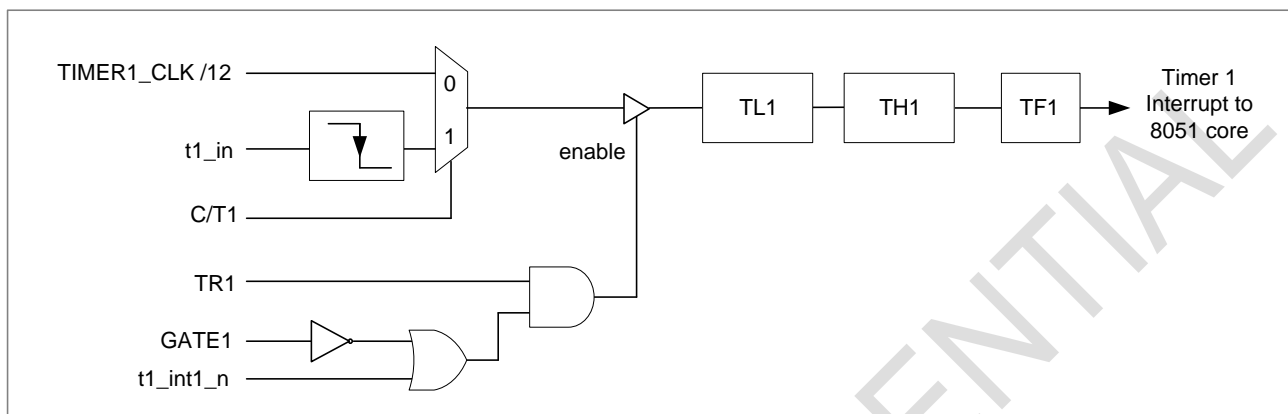 TIMER1_CLK /12
0
TL1
TH1
TF1
Timer 1
Interrupt to
8051 core
t1_in
1
enable
C/T1
TR1
GATE1
t1_int1_n
ENTIAL